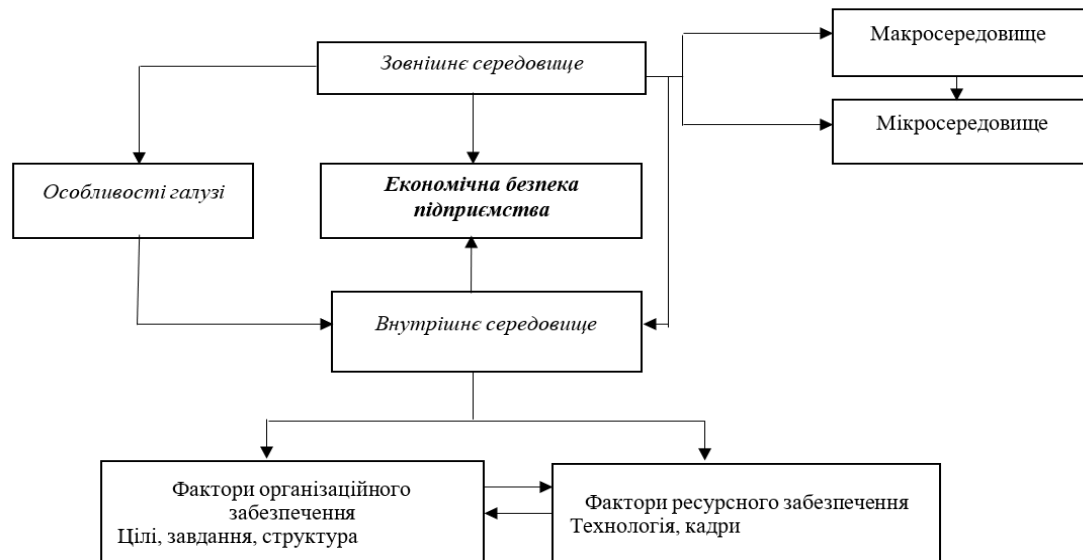 Зовнішнє середовище
Макросередовище
Мікросередовище
Особливості галузі
Економічна безпека
підприємства
Внутрішнє середовище
Фактори організаційного
забезпечення
Цілі, завдання, структура
Фактори ресурсного забезпечення
Технологія, кадри